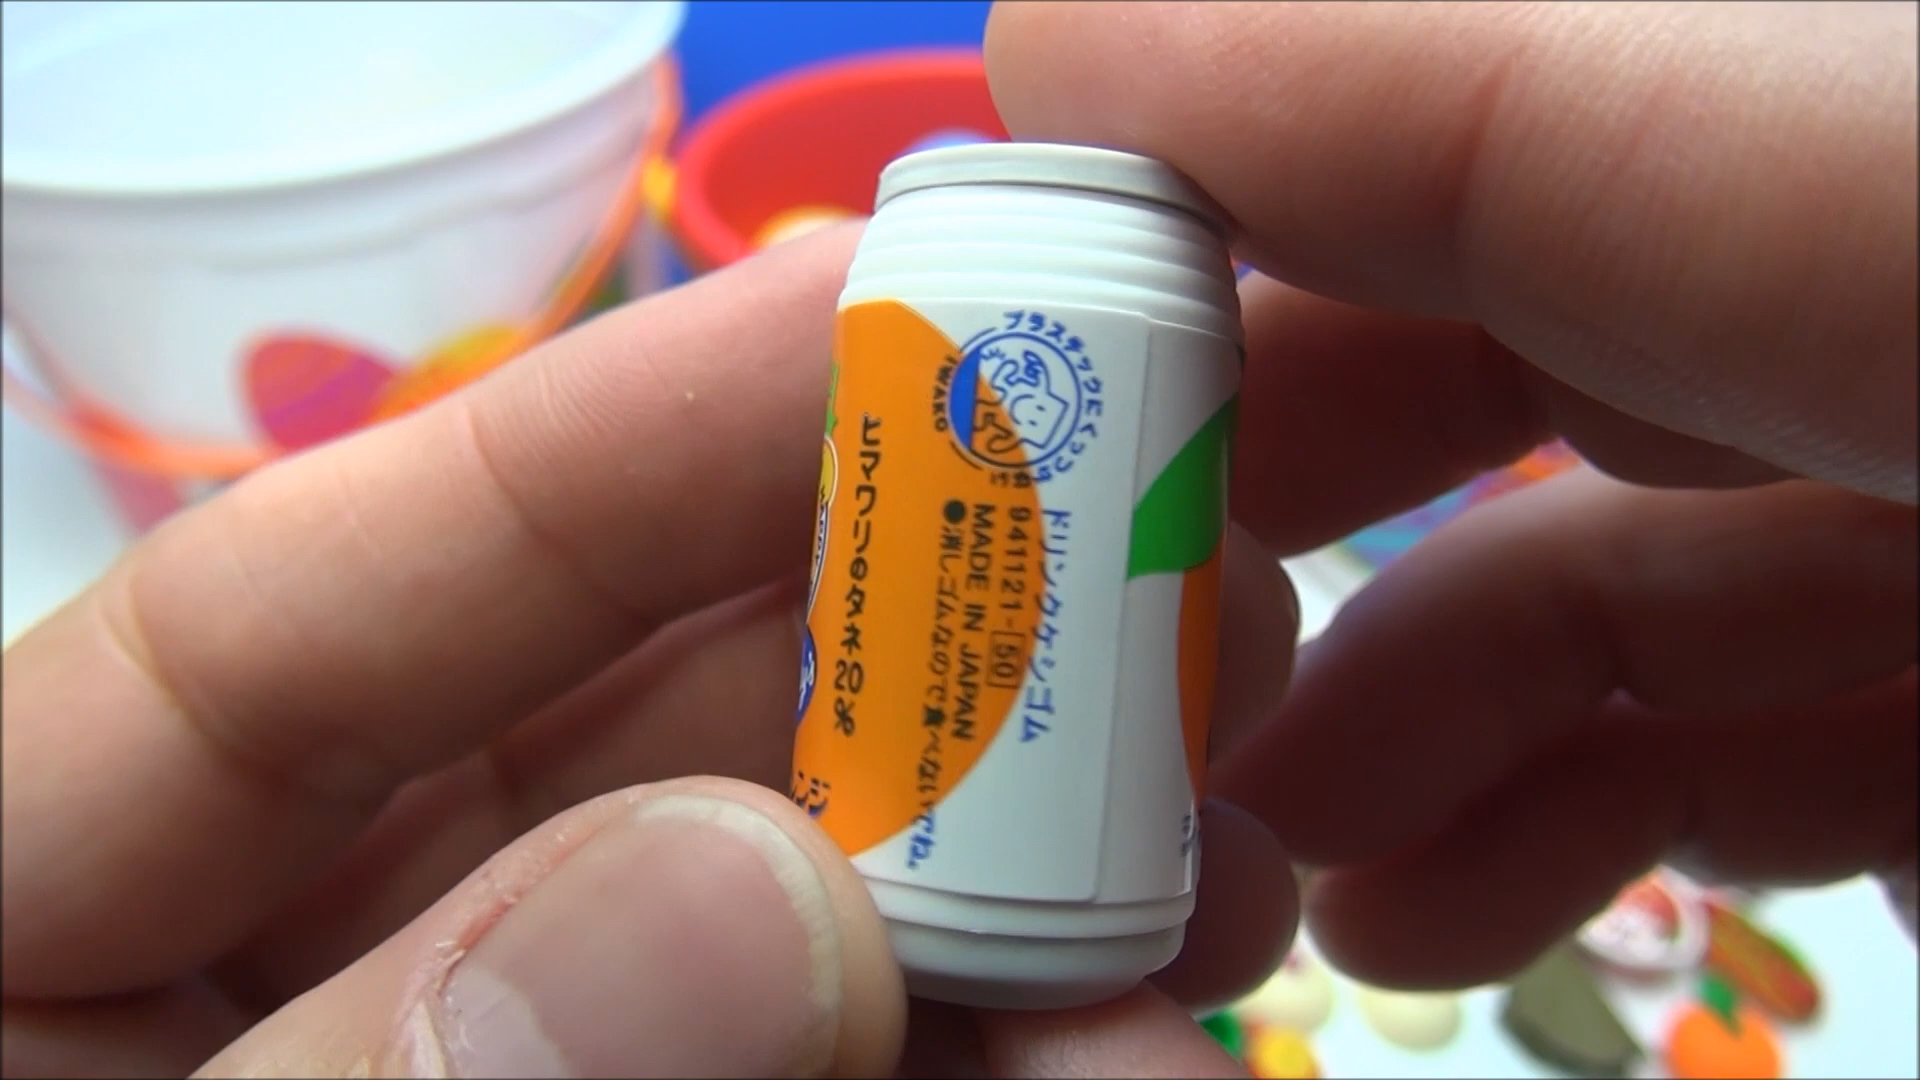 プラスチックにくっつく
IWAKO
ドリンクケシゴム
941121-50
MADE IN JAPAN
●消しゴムなので食べないでね。
ヒマワリのタネ20%
ンジ